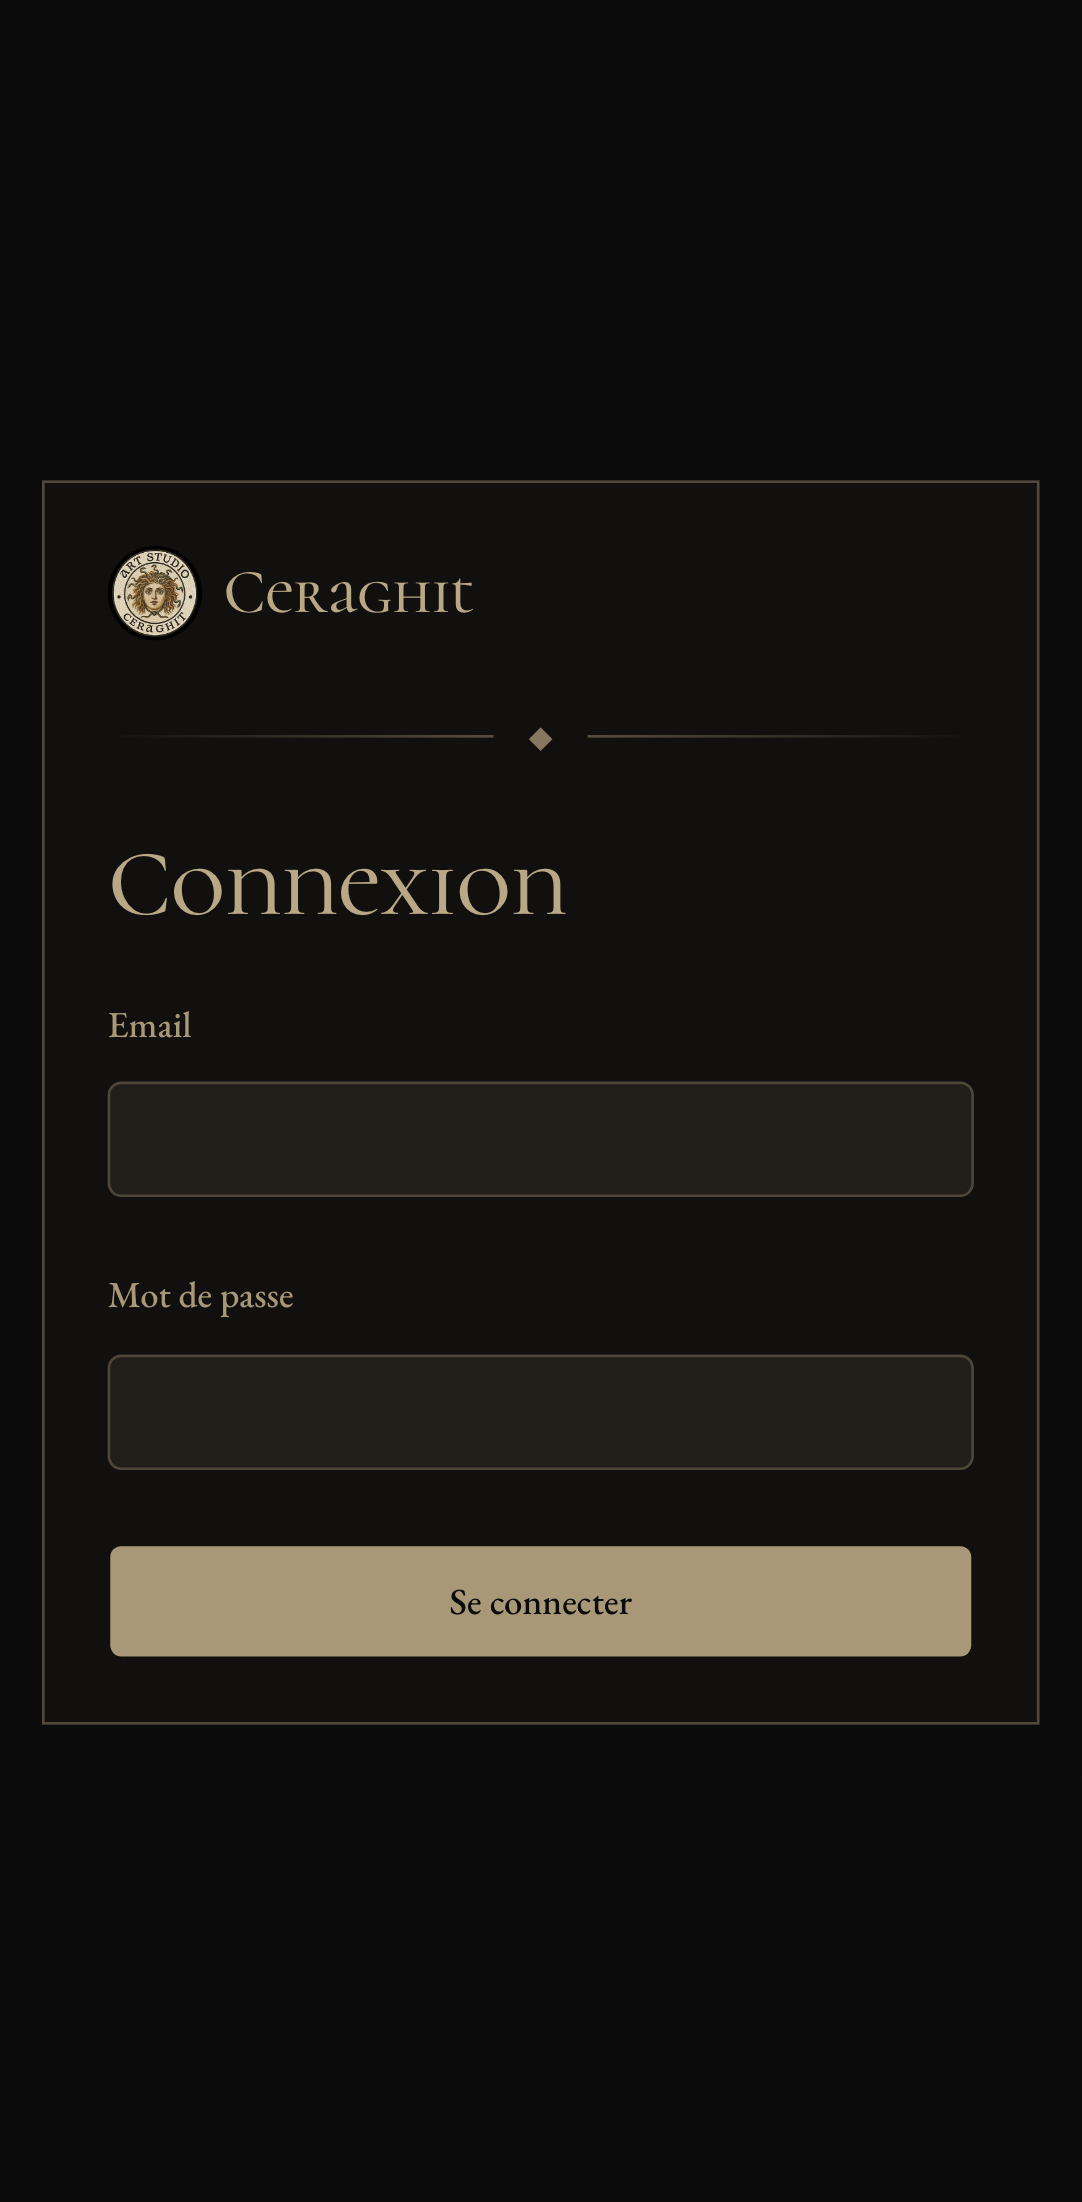 ART STUDIO
CERAGHIT
Ceraghit
Connexion
Email
Mot de passe
Se connecter